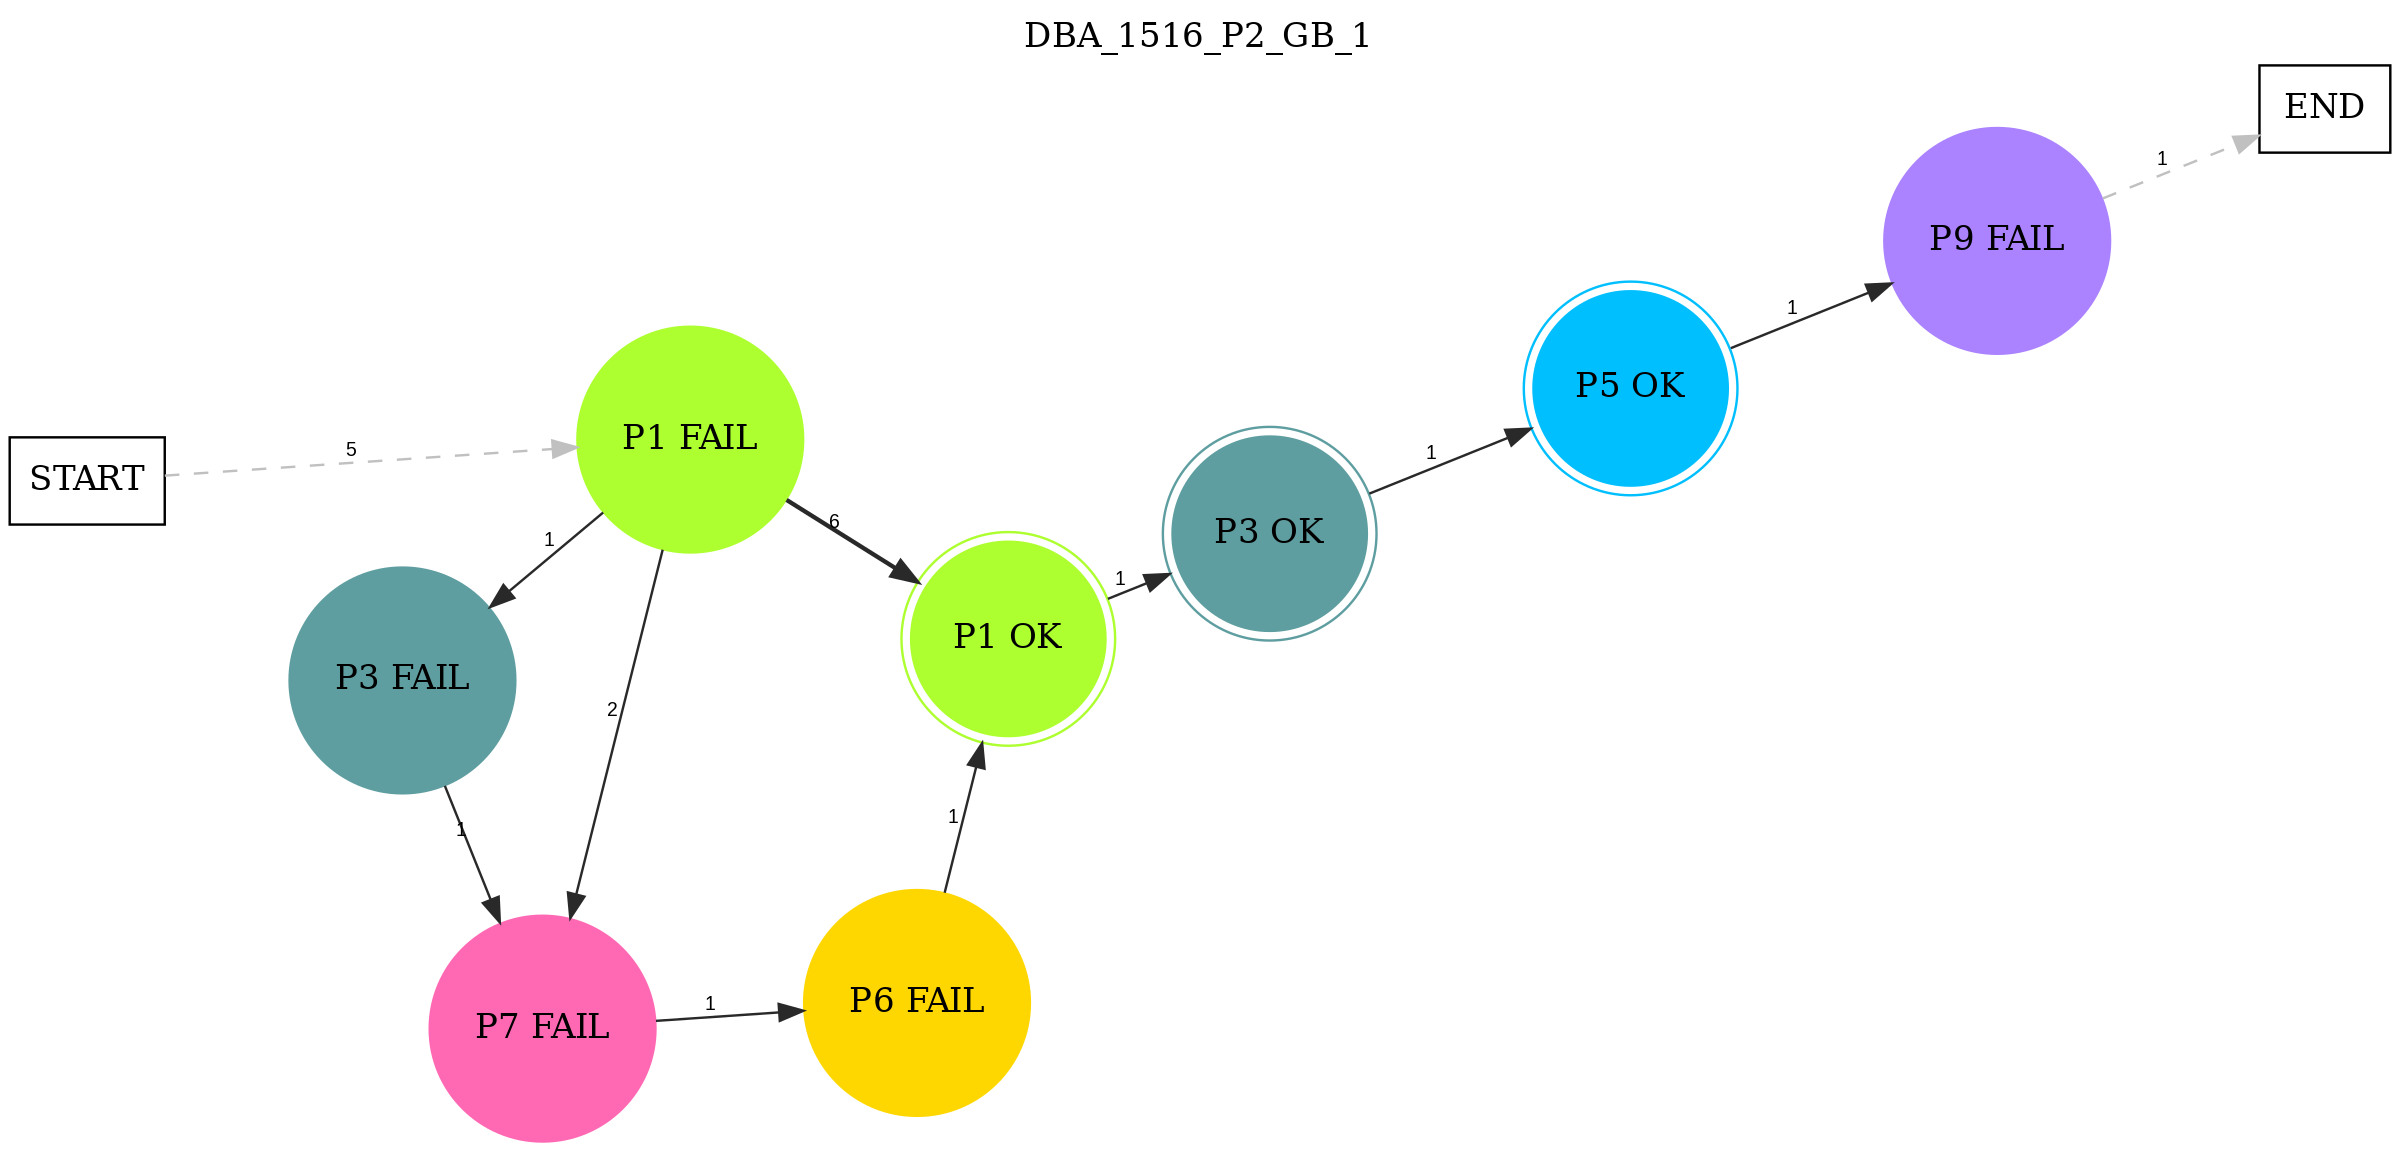 DBA_1516_P2_GB_1
END
P9 FAIL
1
1
P5 OK
1
P3 OK
1
START
5
P1 FAIL
6
1
2
P1 OK
P3 FAIL
1
1
P7 FAIL
1
P6 FAIL